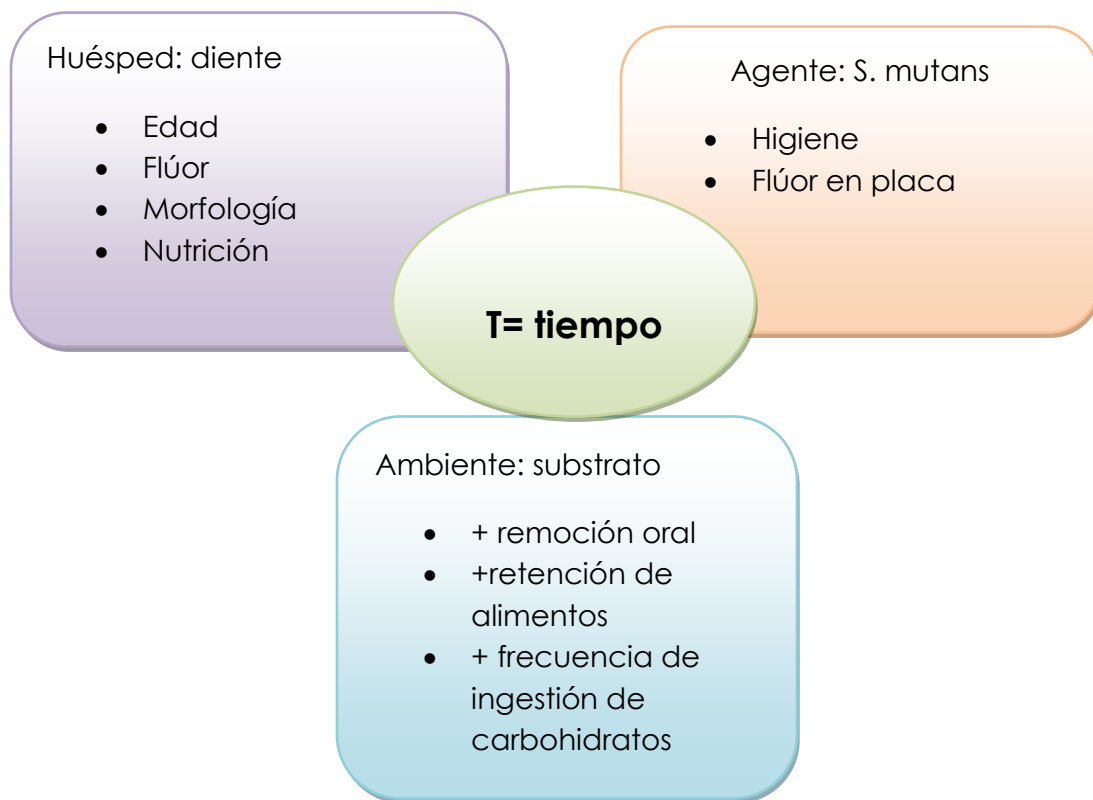 Huésped: diente
• Edad
• Flúor
• Morfología
• Nutrición
Agente: S. mutans
• Higiene
• Flúor en placa
T= tiempo
Ambiente: substrato
• + remoción oral
• +retención de
alimentos
• + frecuencia de
ingestión de
carbohidratos